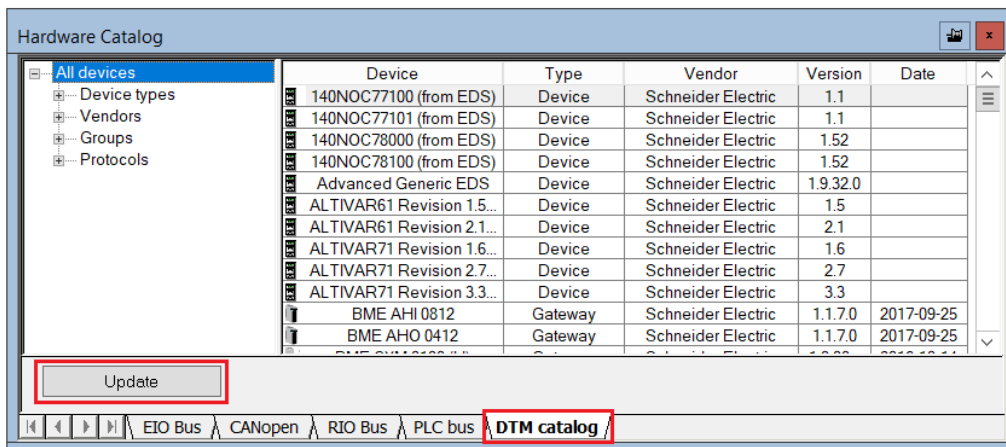 Hardware Catalog
All devices
Device types
Vendors
Groups
Protocols
Device Type Vendor Version Date
140NOC77100 (from EDS) Device Schneider Electric 1.1
140NOC77101 (from EDS) Device Schneider Electric 1.1
140NOC78000 (from EDS) Device Schneider Electric 1.52
140NOC78100 (from EDS) Device Schneider Electric 1.52
Advanced Generic EDS Device Schneider Electric 1.9.32.0
ALTIVAR61 Revision 1.5... Device Schneider Electric 1.5
ALTIVAR61 Revision 2.1... Device Schneider Electric 2.1
ALTIVAR71 Revision 1.6... Device Schneider Electric 1.6
ALTIVAR71 Revision 2.7... Device Schneider Electric 2.7
ALTIVAR71 Revision 3.3... Device Schneider Electric 3.3
BME AHI 0812 Gateway Schneider Electric 1.1.7.0 2017-09-25
BME AHO 0412 Gateway Schneider Electric 1.1.7.0 2017-09-25
Update
EIO Bus CANopen RIO Bus PLC bus DTM catalog